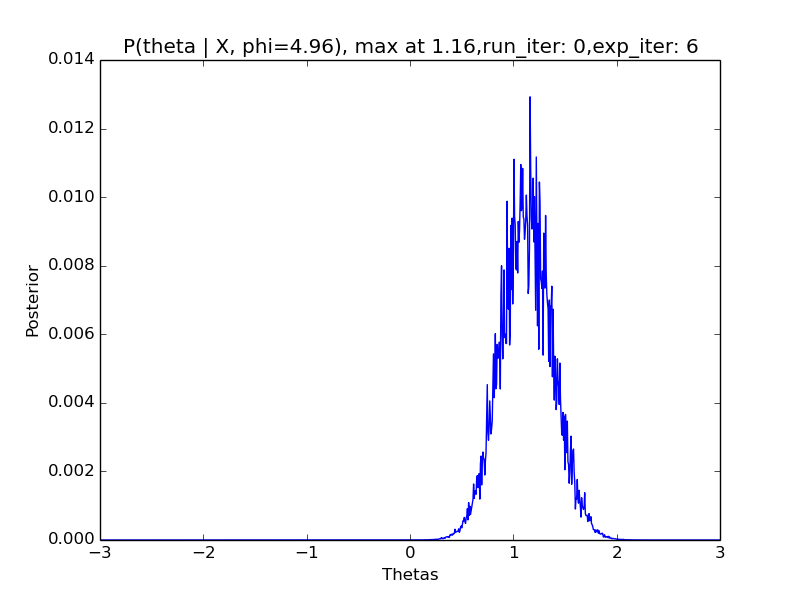 P(theta | X, phi=4.96), max at 1.16,run_iter: 0,exp_iter: 6
0.014
0.012
0.010
0.008
0.006
0.004
0.002
0.000
Posterior
−3 −2 −1 0 1 2 3
Thetas